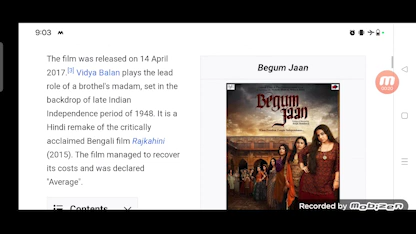 9:03
The film was released on 14 April
2017.[3] Vidya Balan plays the lead
role of a brothel's madam, set in the
backdrop of late Indian
Independence period of 1948. It is a
Hindi remake of the critically
acclaimed Bengali film Rajkahini
(2015). The film managed to recover
its costs and was declared
"Average".
Contents
Begum Jaan
Begum
Jaan
Recorded by
Mobizen